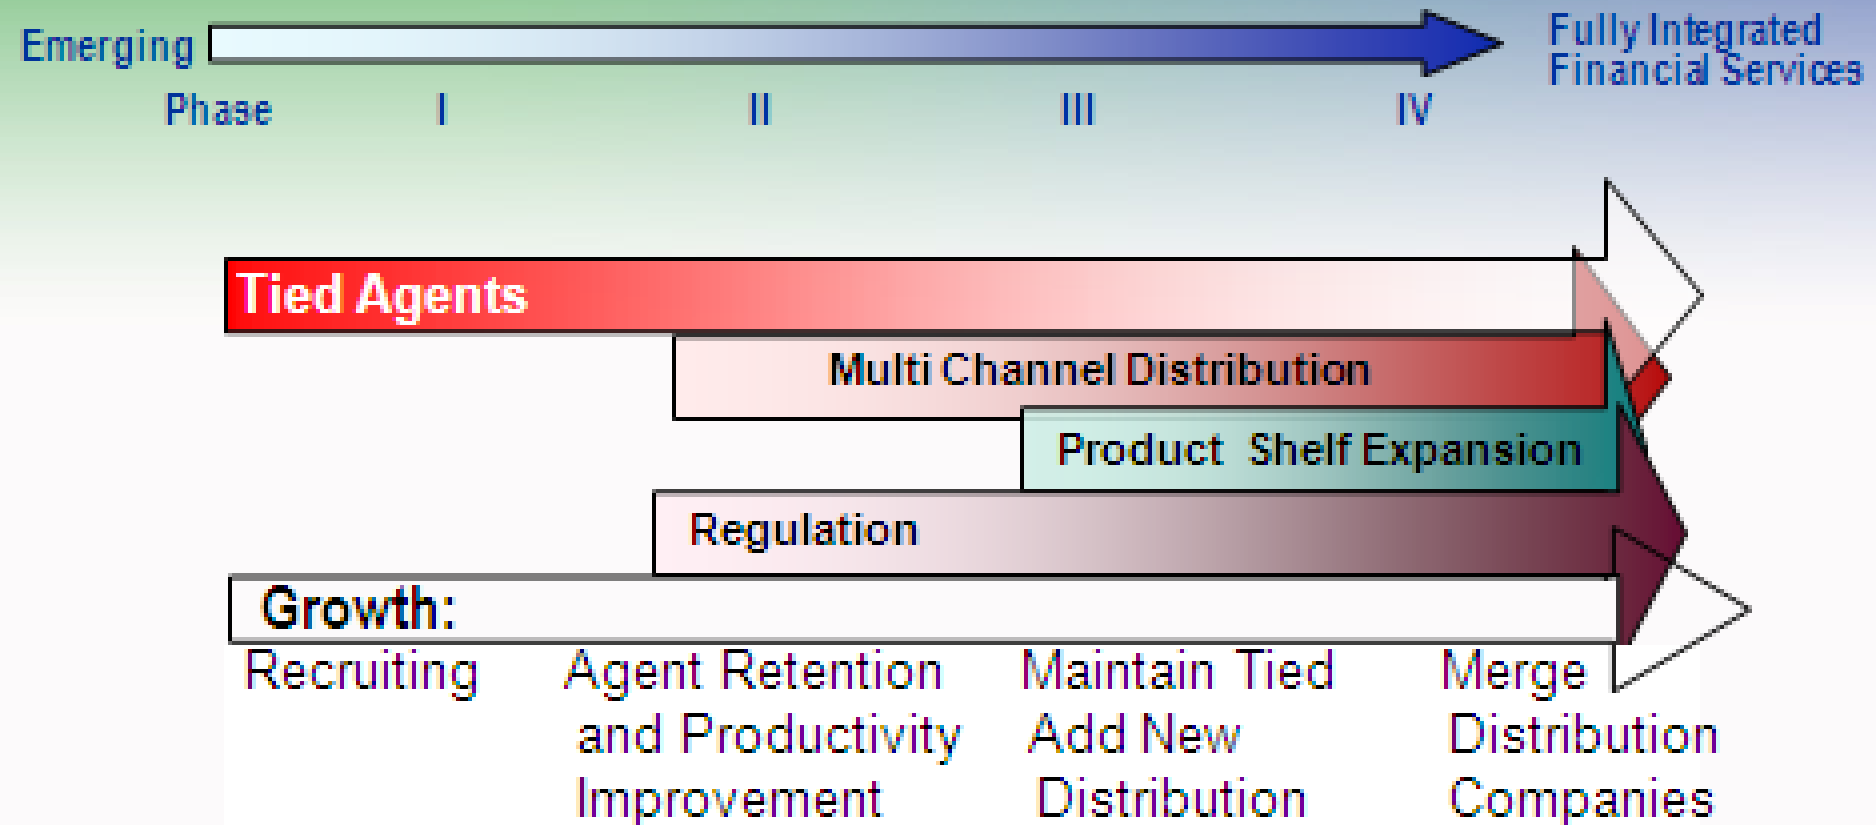 Emerging
Fully Integrated
Financial Services
Phase I II III IV
Tied Agents
Multi Channel Distribution
Product Shelf Expansion
Regulation
Growth:
Recruiting
Agent Retention
and Productivity
Improvement
Maintain Tied
Add New
Distribution
Merge
Distribution
Companies